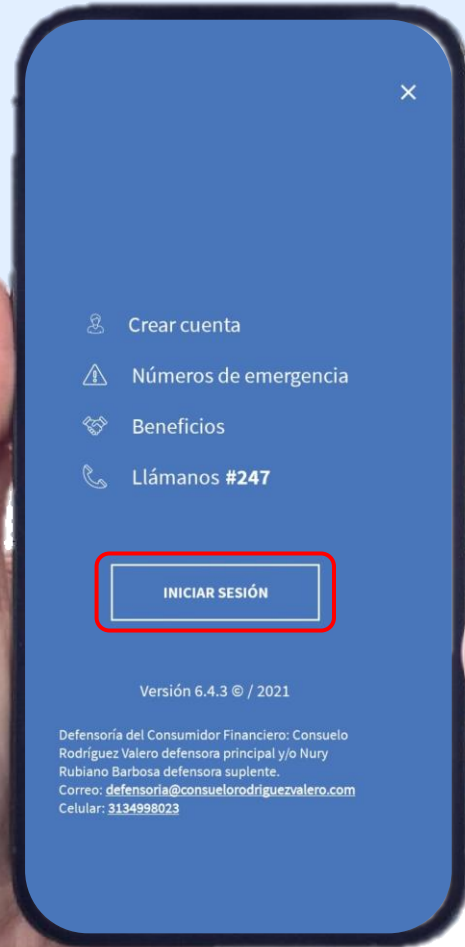 Crear cuenta
Números de emergencia
Beneficios
Llámanos #247
INICIAR SESIÓN
Versión 6.4.3 © / 2021
Defensoría del Consumidor Financiero: Consuelo
Rodríguez Valero defensora principal y/o Nury
Rubiano Barbosa defensora suplente.
Correo: defensoria@consuelorodriguezvalero.com
Celular: 3134998023